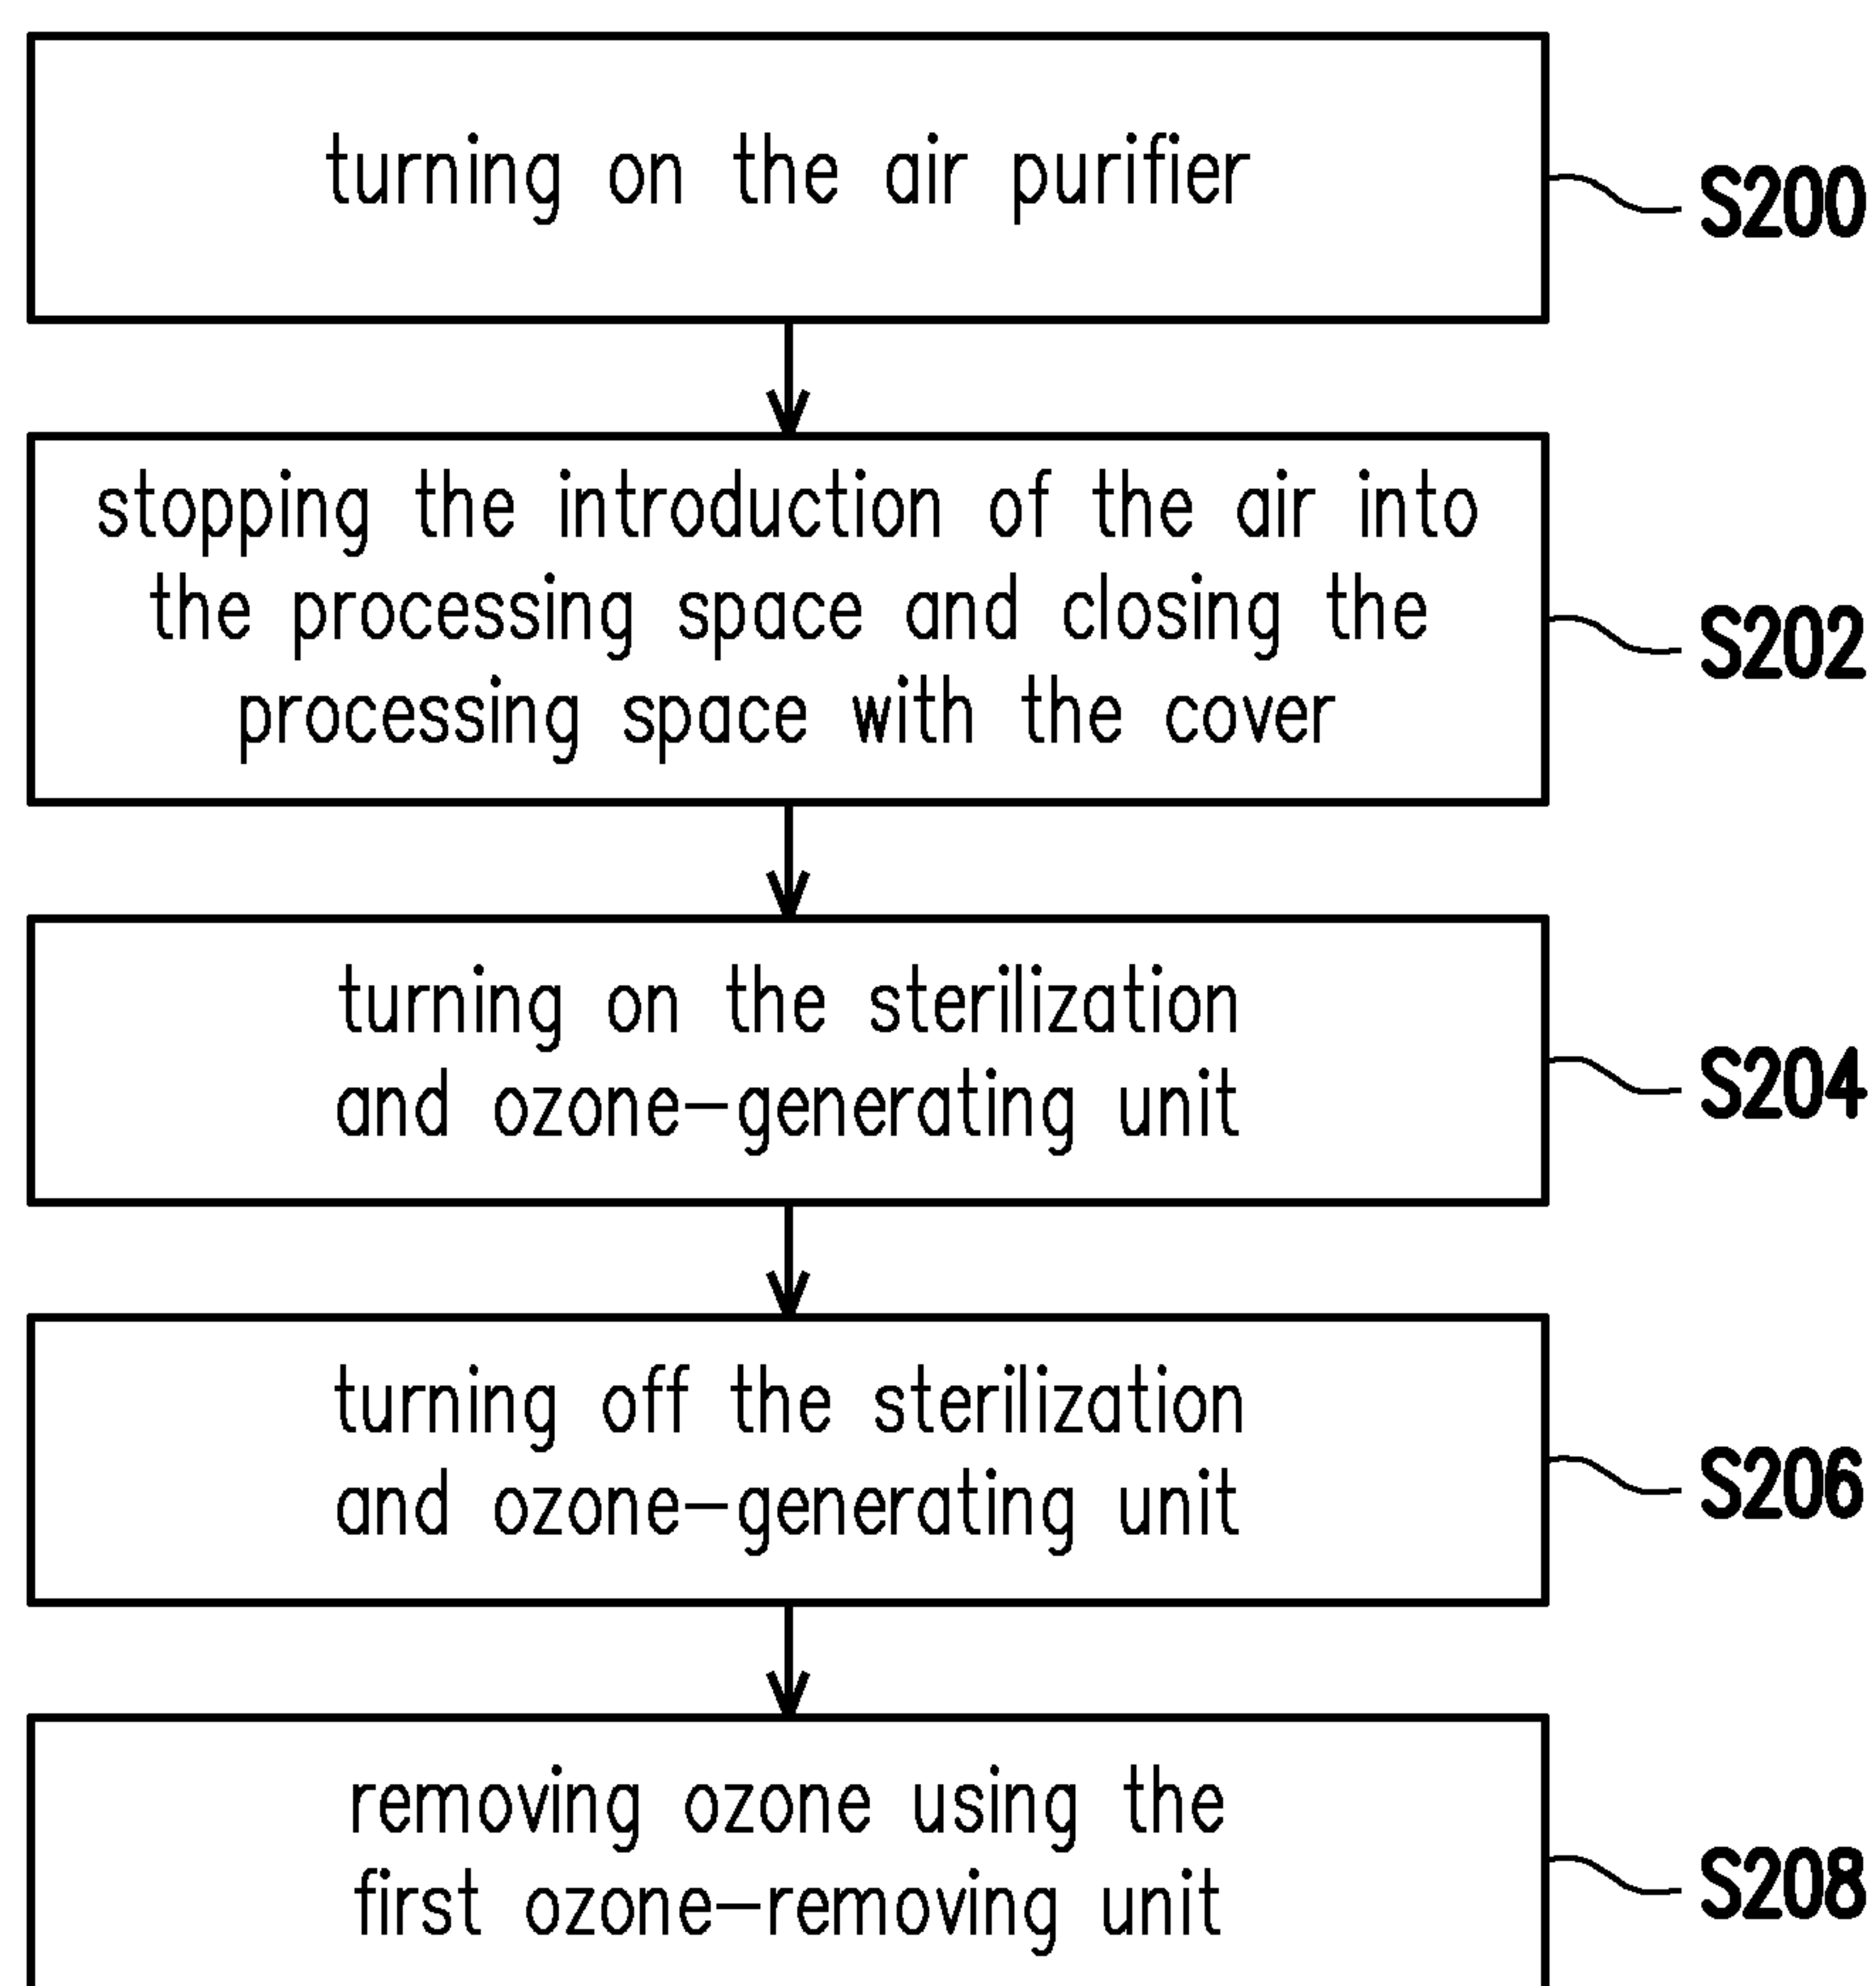 turning on the air purifier
S200
stopping the introduction of the air into
the processing space and closing the
processing space with the cover
S202
turning on the sterilization
and ozone-generating unit
S204
turning off the sterilization
and ozone-generating unit
S206
removing ozone using the
first ozone-removing unit
S208